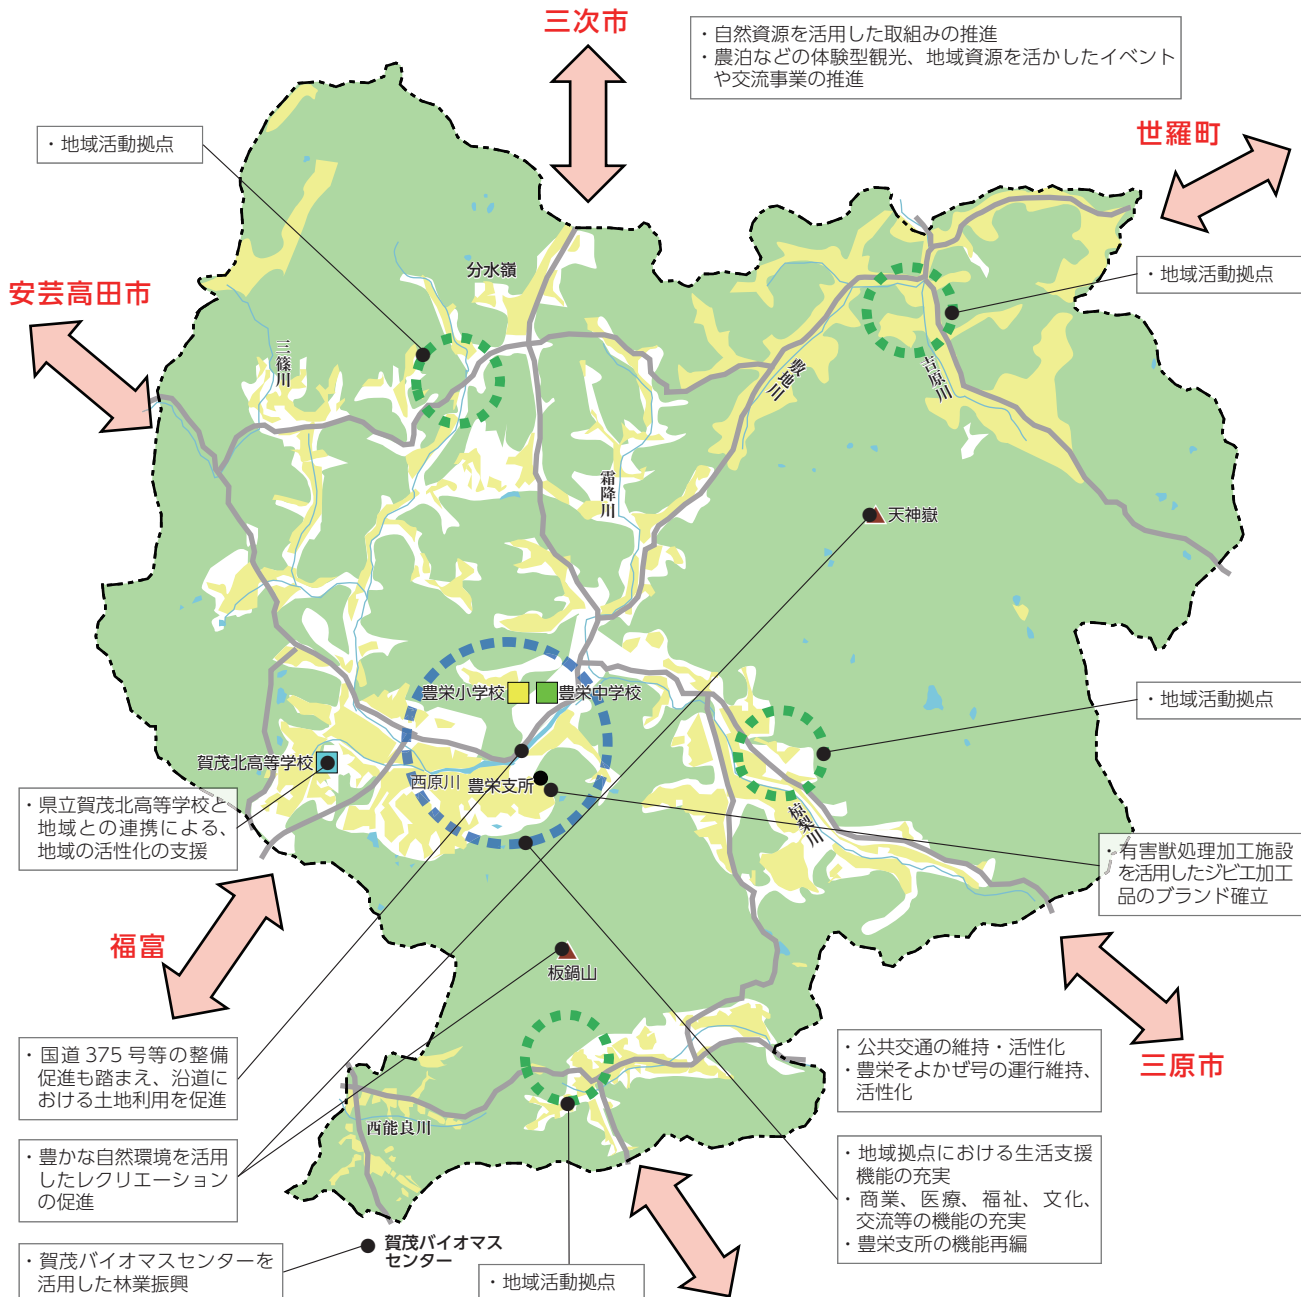 三次市
・自然資源を活用した取組みの推進
・農泊などの体験型観光、地域資源を活かしたイベント
や交流事業の推進
世羅町
・地域活動拠点
・地域活動拠点
分水嶺
安芸高田市
三篠川
敷地川
吉原川
霜降川
天神嶽
豊栄小学校
豊栄中学校
・地域活動拠点
賀茂北高等学校
西原川
豊栄支所
椋梨川
・県立賀茂北高等学校と
地域との連携による、
地域の活性化の支援
・有害獣処理加工施設
を活用したジビエ加工
品のブランド確立
福富
板鍋山
・国道375号等の整備
促進も踏まえ、沿道に
おける土地利用を促進
・公共交通の維持・活性化
・豊栄そよかぜ号の運行維持、
活性化
三原市
西能良川
・豊かな自然環境を活用
したレクリエーション
の促進
・地域拠点における生活支援
機能の充実
・商業、医療、福祉、文化、
交流等の機能の充実
・豊栄支所の機能再編
賀茂バイオマス
センター
・賀茂バイオマスセンターを
活用した林業振興
・地域活動拠点